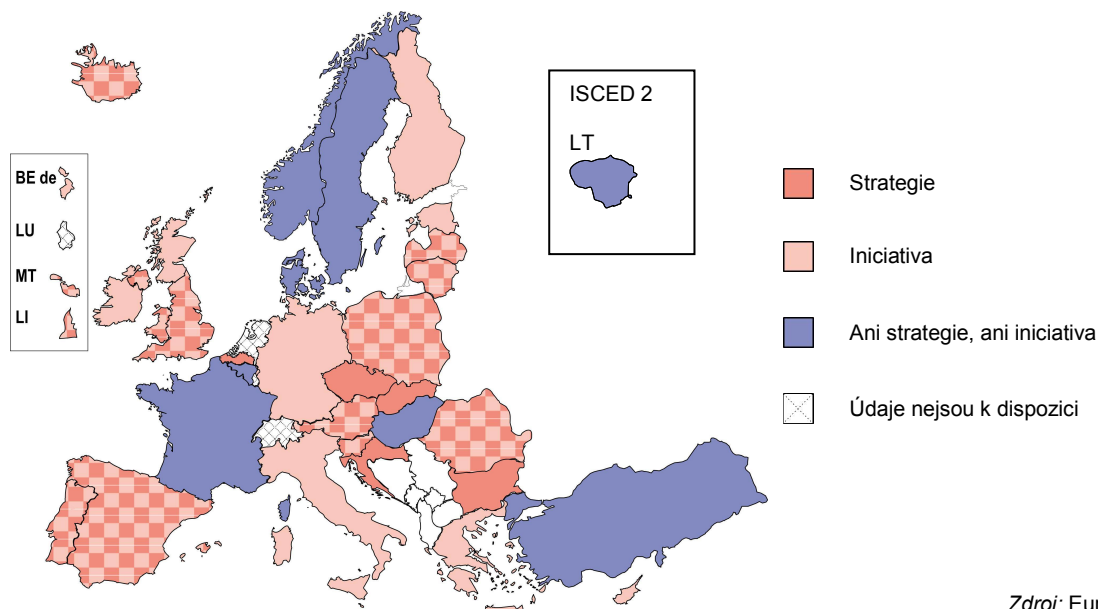 ISCED 2
LT
BE de
LU
MT
LI
Strategie
Iniciativa
Ani strategie, ani iniciativa
Údaje nejsou k dispozici
Zdroj: